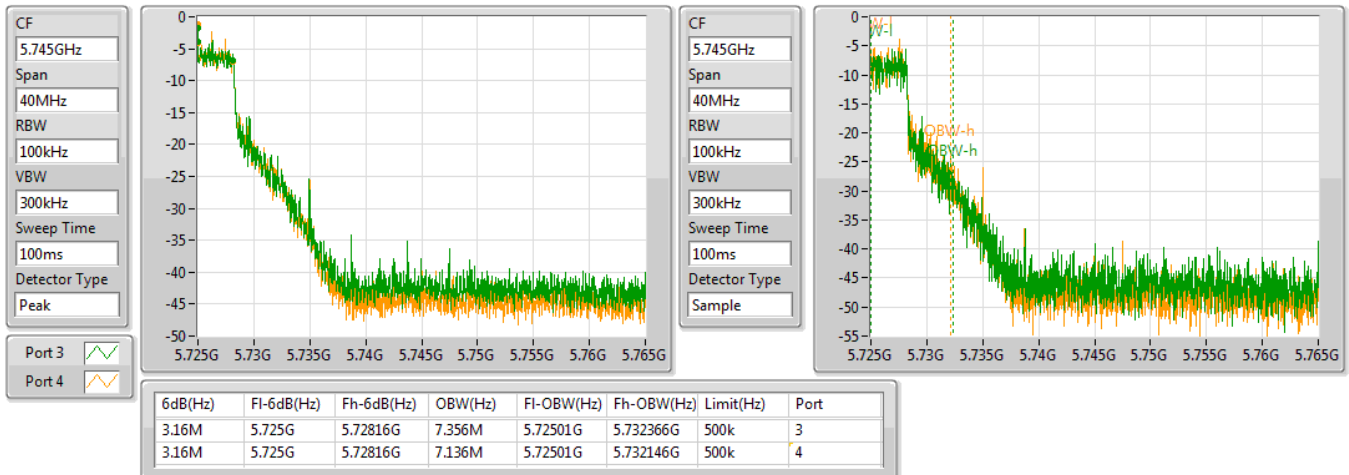 CF
5.745GHz
Span
40MHz
RBW
100kHz
VBW
300kHz
Sweep Time
100ms
Detector Type
Peak
Port 3
Port 4
0
-5
-10
-15
-20
-25
-30
-35
-40
-45
-50
5.725G 5.73G 5.735G 5.74G 5.745G 5.75G 5.755G 5.76G 5.765G
CF
5.745GHz
Span
40MHz
RBW
100kHz
VBW
300kHz
Sweep Time
100ms
Detector Type
Sample
0
-5
-10
-15
-20
-25
-30
-35
-40
-45
-50
-55
W-l
OBW-h
OBW-h
5.725G 5.73G 5.735G 5.74G 5.745G 5.75G 5.755G 5.76G 5.765G
6dB(Hz) Fl-6dB(Hz) Fh-6dB(Hz) OBW(Hz) Fl-OBW(Hz) Fh-OBW(Hz) Limit(Hz) Port
3.16M 5.725G 5.72816G 7.356M 5.72501G 5.732366G 500k 3
3.16M 5.725G 5.72816G 7.136M 5.72501G 5.732146G 500k 4